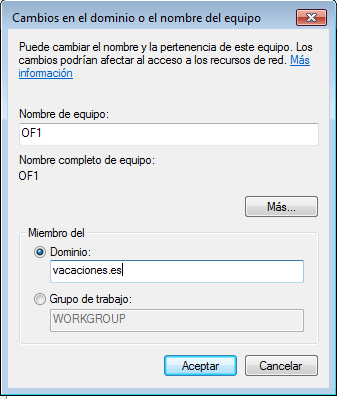 Cambios en el dominio o el nombre del equipo
Puede cambiar el nombre y la pertenencia de este equipo. Los
cambios podrían afectar al acceso a los recursos de red. Más
información
Nombre de equipo:
OF1
Nombre completo de equipo:
OF1
Más...
Miembro del
Dominio:
vacaciones.es
Grupo de trabajo:
WORKGROUP
Aceptar
Cancelar